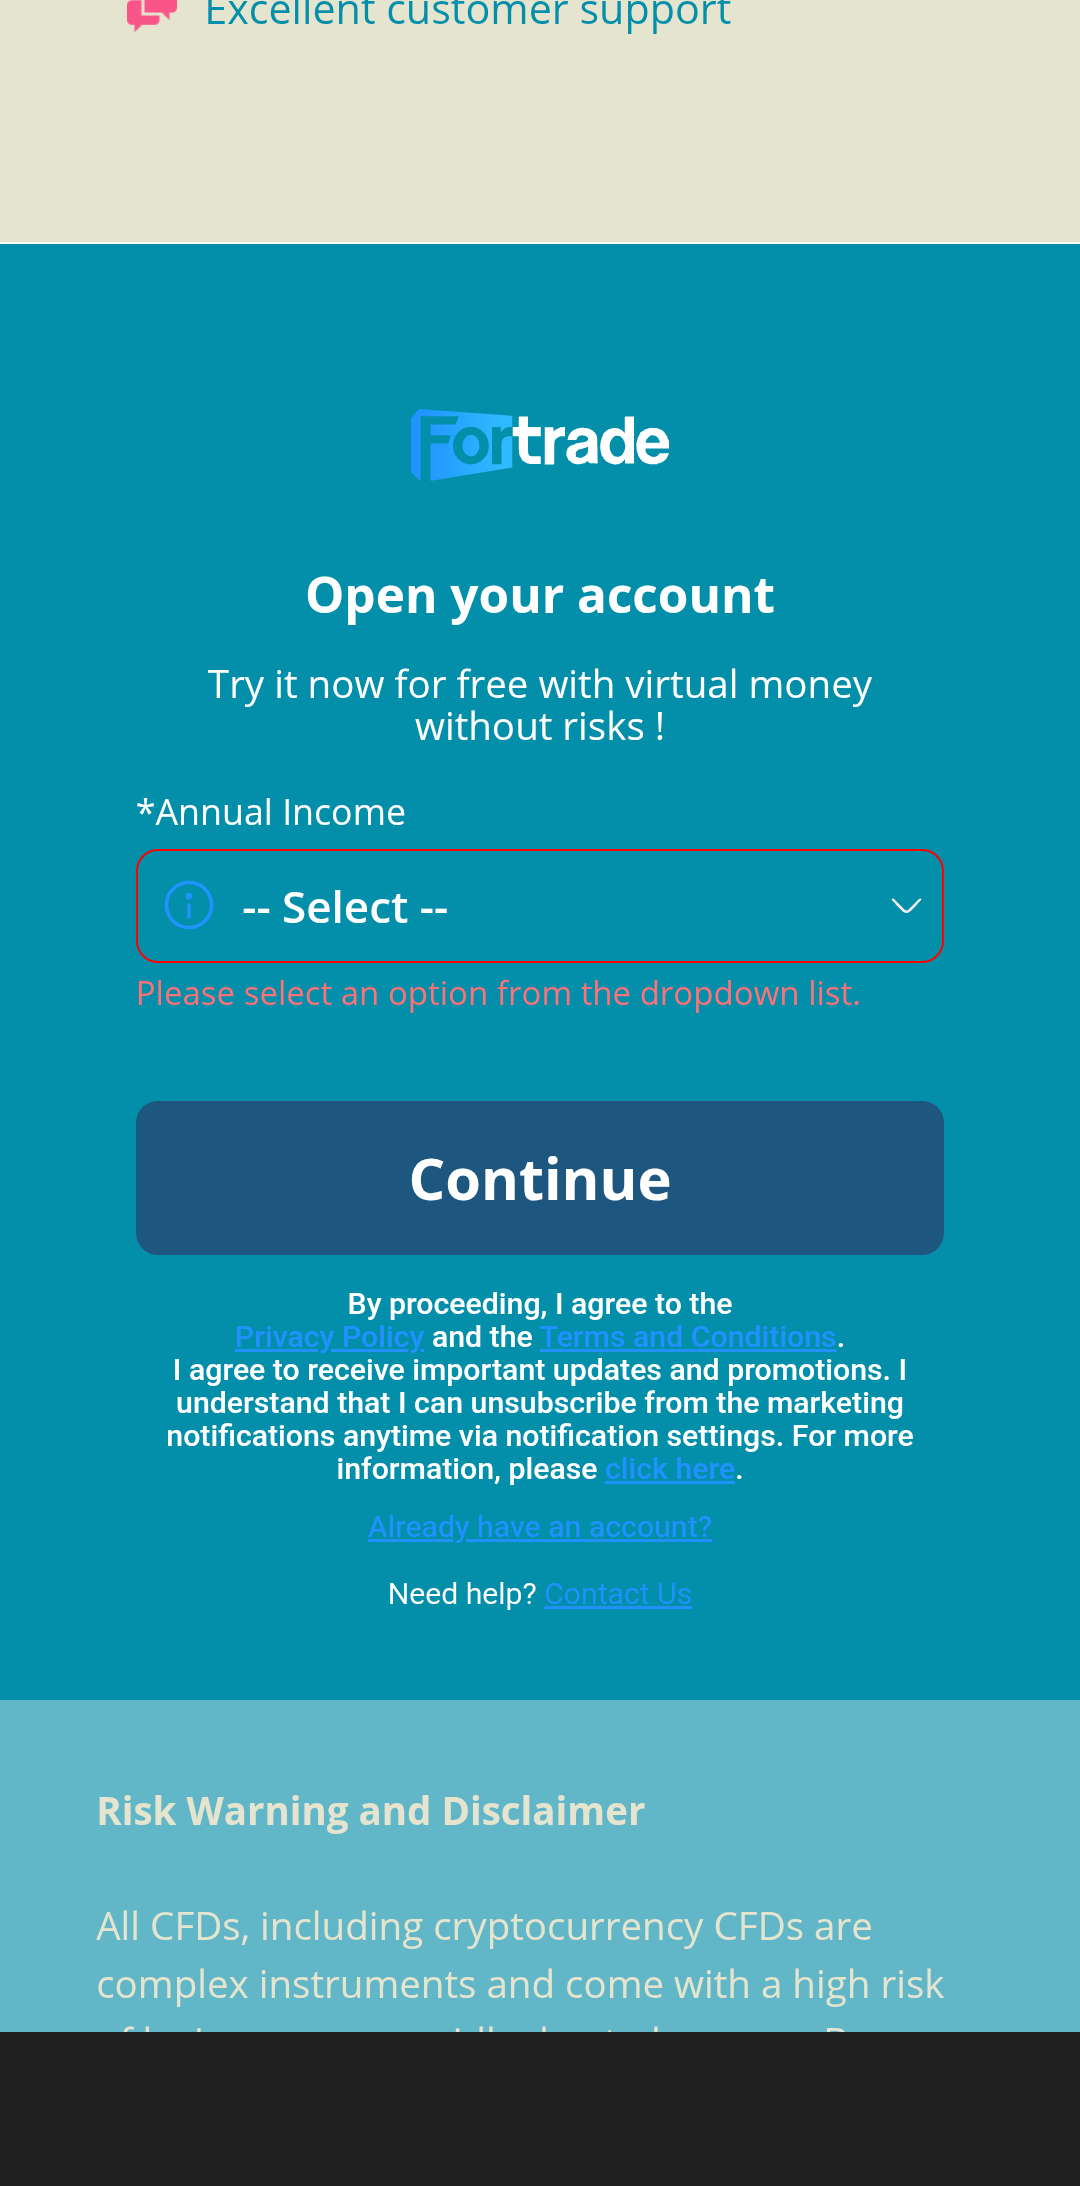 Excellent customer support
Fortrade
Open your account
Try it now for free with virtual money
without risks !
*Annual Income
-- Select --
Please select an option from the dropdown list.
Continue
By proceeding, I agree to the
Privacy Policy and the Terms and Conditions.
I agree to receive important updates and promotions. I
understand that I can unsubscribe from the marketing
notifications anytime via notification settings. For more
information, please click here.
Already have an account?
Need help? Contact Us
Risk Warning and Disclaimer
All CFDs, including cryptocurrency CFDs are
complex instruments and come with a high risk